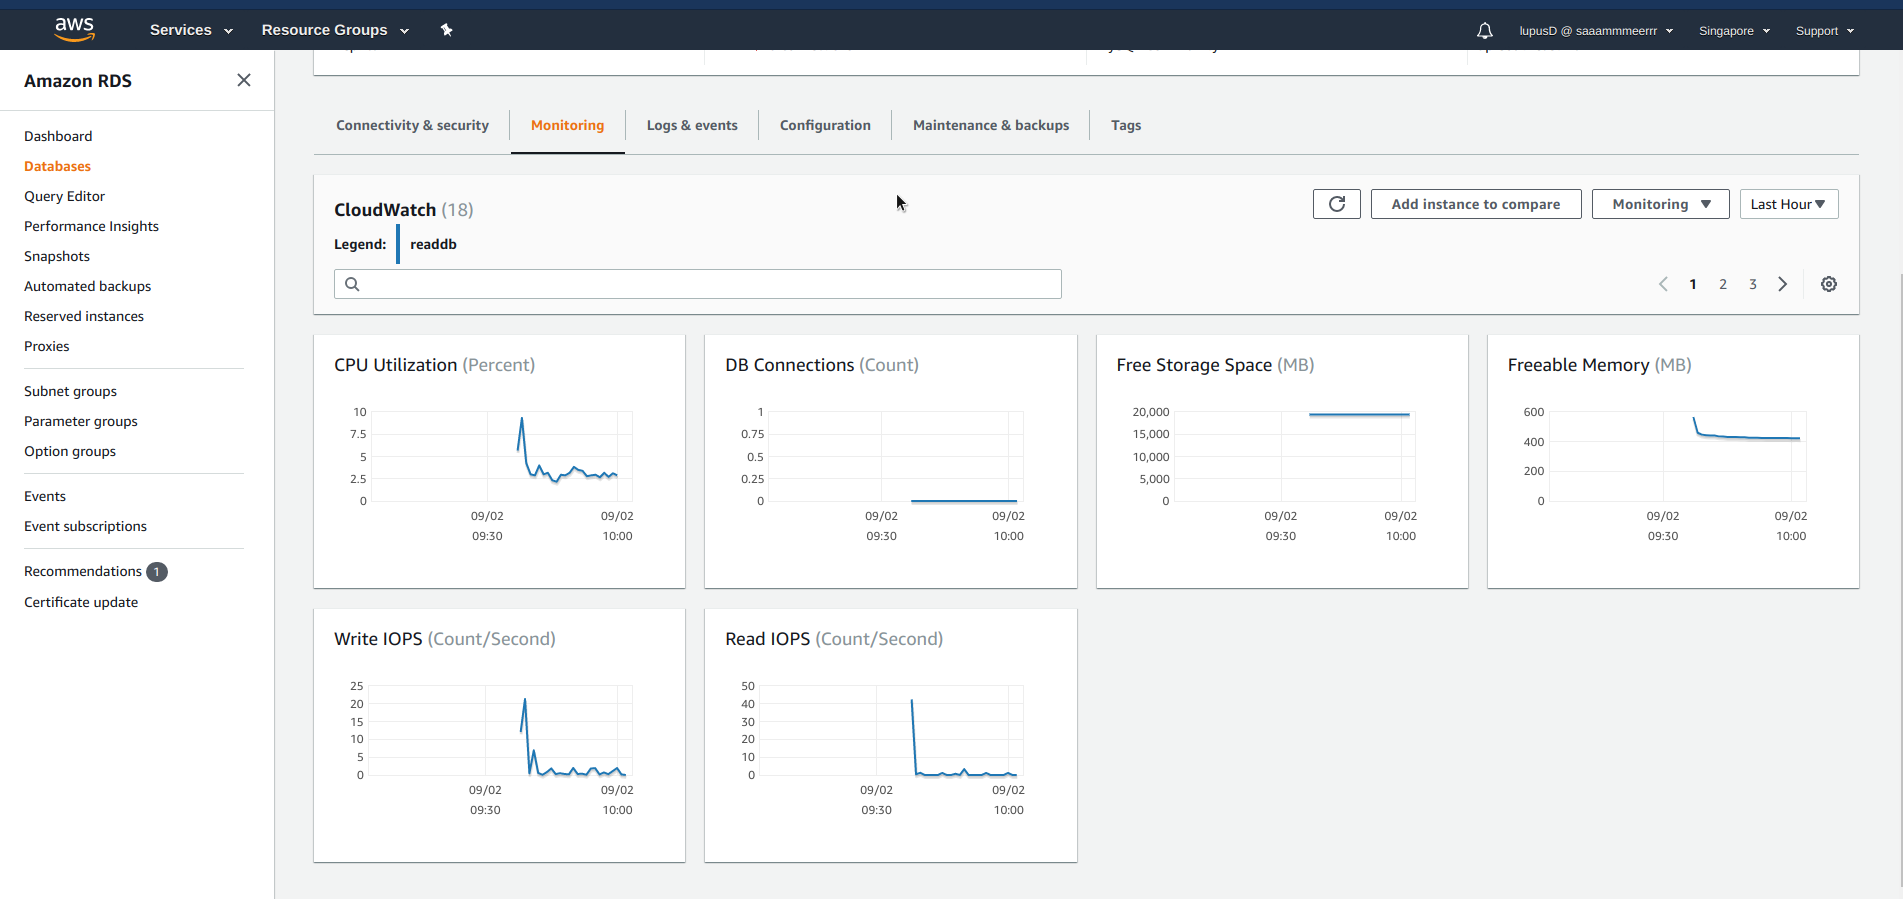 aws Services Resource Groups lupusD @ saaammmeerrr Singapore Support
Amazon RDS
Dashboard
Databases
Query Editor
Performance Insights
Snapshots
Automated backups
Reserved instances
Proxies
Subnet groups
Parameter groups
Option groups
Events
Event subscriptions
Recommendations 1
Certificate update
Connectivity & security Monitoring Logs & events Configuration Maintenance & backups Tags
CloudWatch (18)
Add instance to compare Monitoring Last Hour
Legend: readdb
1 2 3
CPU Utilization (Percent)
10
7.5
5
2.5
0
09/02 09/02
09:30 10:00
DB Connections (Count)
1
0.75
0.5
0.25
0
09/02 09/02
09:30 10:00
Free Storage Space (MB)
20,000
15,000
10,000
5,000
0
09/02 09/02
09:30 10:00
Freeable Memory (MB)
600
400
200
0
09/02 09/02
09:30 10:00
Write IOPS (Count/Second)
25
20
15
10
5
0
09/02 09/02
09:30 10:00
Read IOPS (Count/Second)
50
40
30
20
10
0
09/02 09/02
09:30 10:00